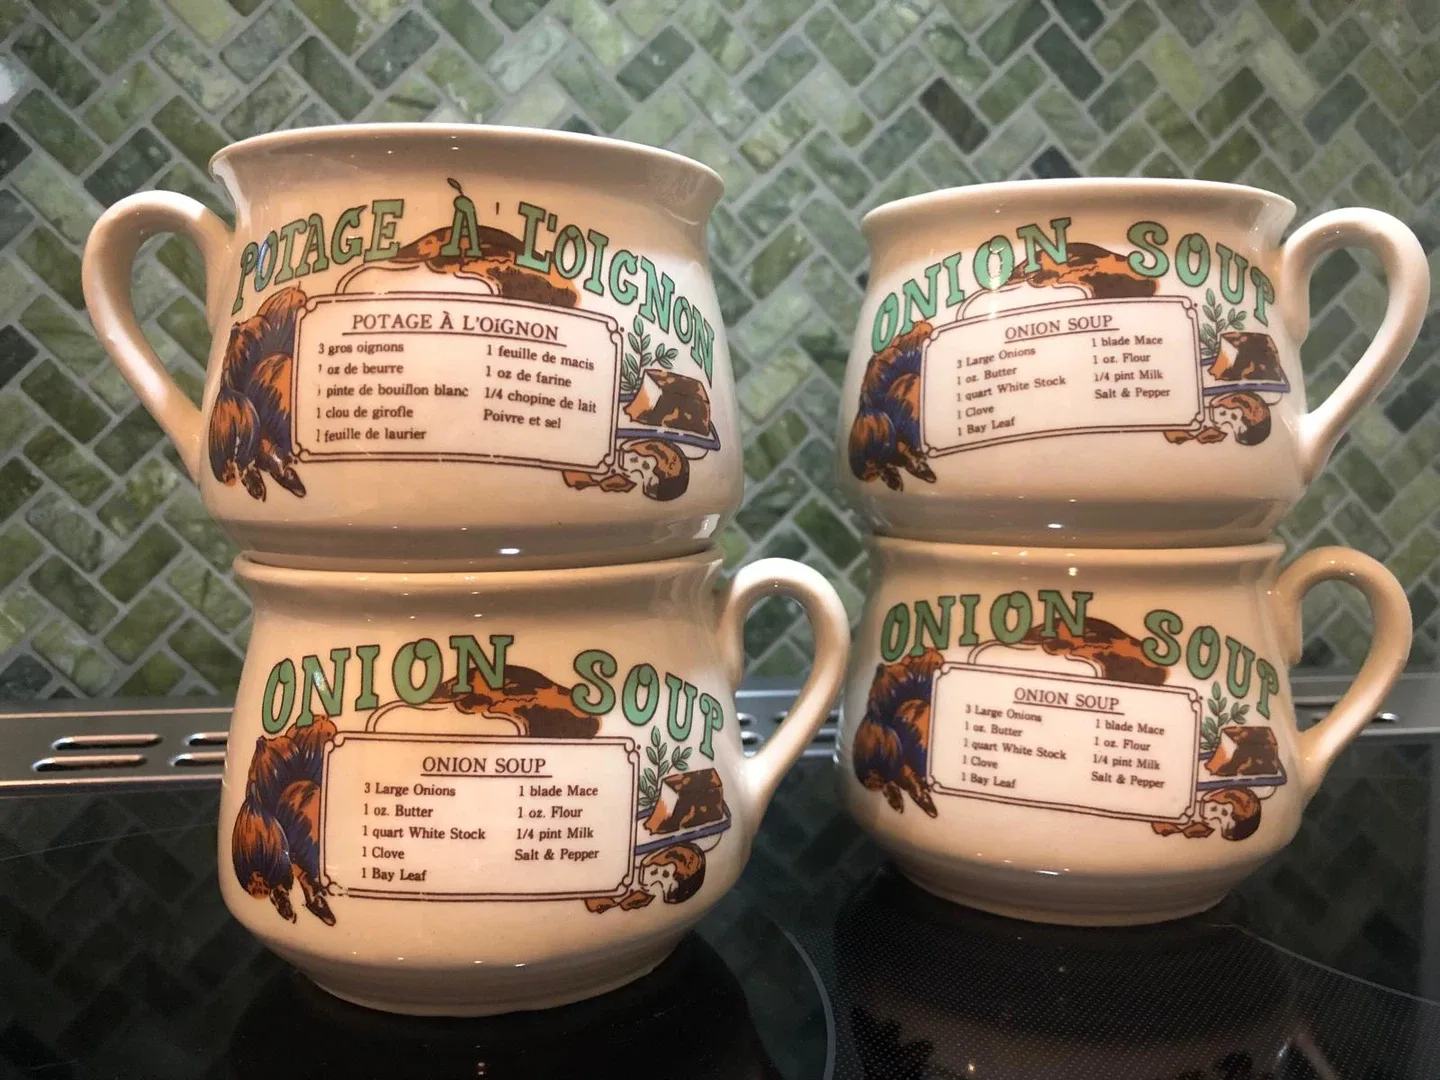 POTAGE À L'OIGNON
POTAGE À L'OIGNON
3 gros oignons
1 oz de beurre
1 pinte de bouillon blanc
1 clou de girofle
1 feuille de laurier
1 feuille de macis
1 oz de farine
1/4 chopine de lait
Poivre et sel
ONION SOUP
ONION SOUP
3 Large Onions
1 oz. Butter
1 quart White Stock
1 Clove
1 Bay Leaf
1 blade Mace
1 oz. Flour
1/4 pint Milk
Salt & Pepper
ONION SOUP
ONION SOUP
3 Large Onions
1 oz. Butter
1 quart White Stock
1 Clove
1 Bay Leaf
1 blade Mace
1 oz. Flour
1/4 pint Milk
Salt & Pepper
ONION SOUP
ONION SOUP
3 Large Onions
1 oz. Butter
1 quart White Stock
1 Clove
1 Bay Leaf
1 blade Mace
1 oz. Flour
1/4 pint Milk
Salt & Pepper